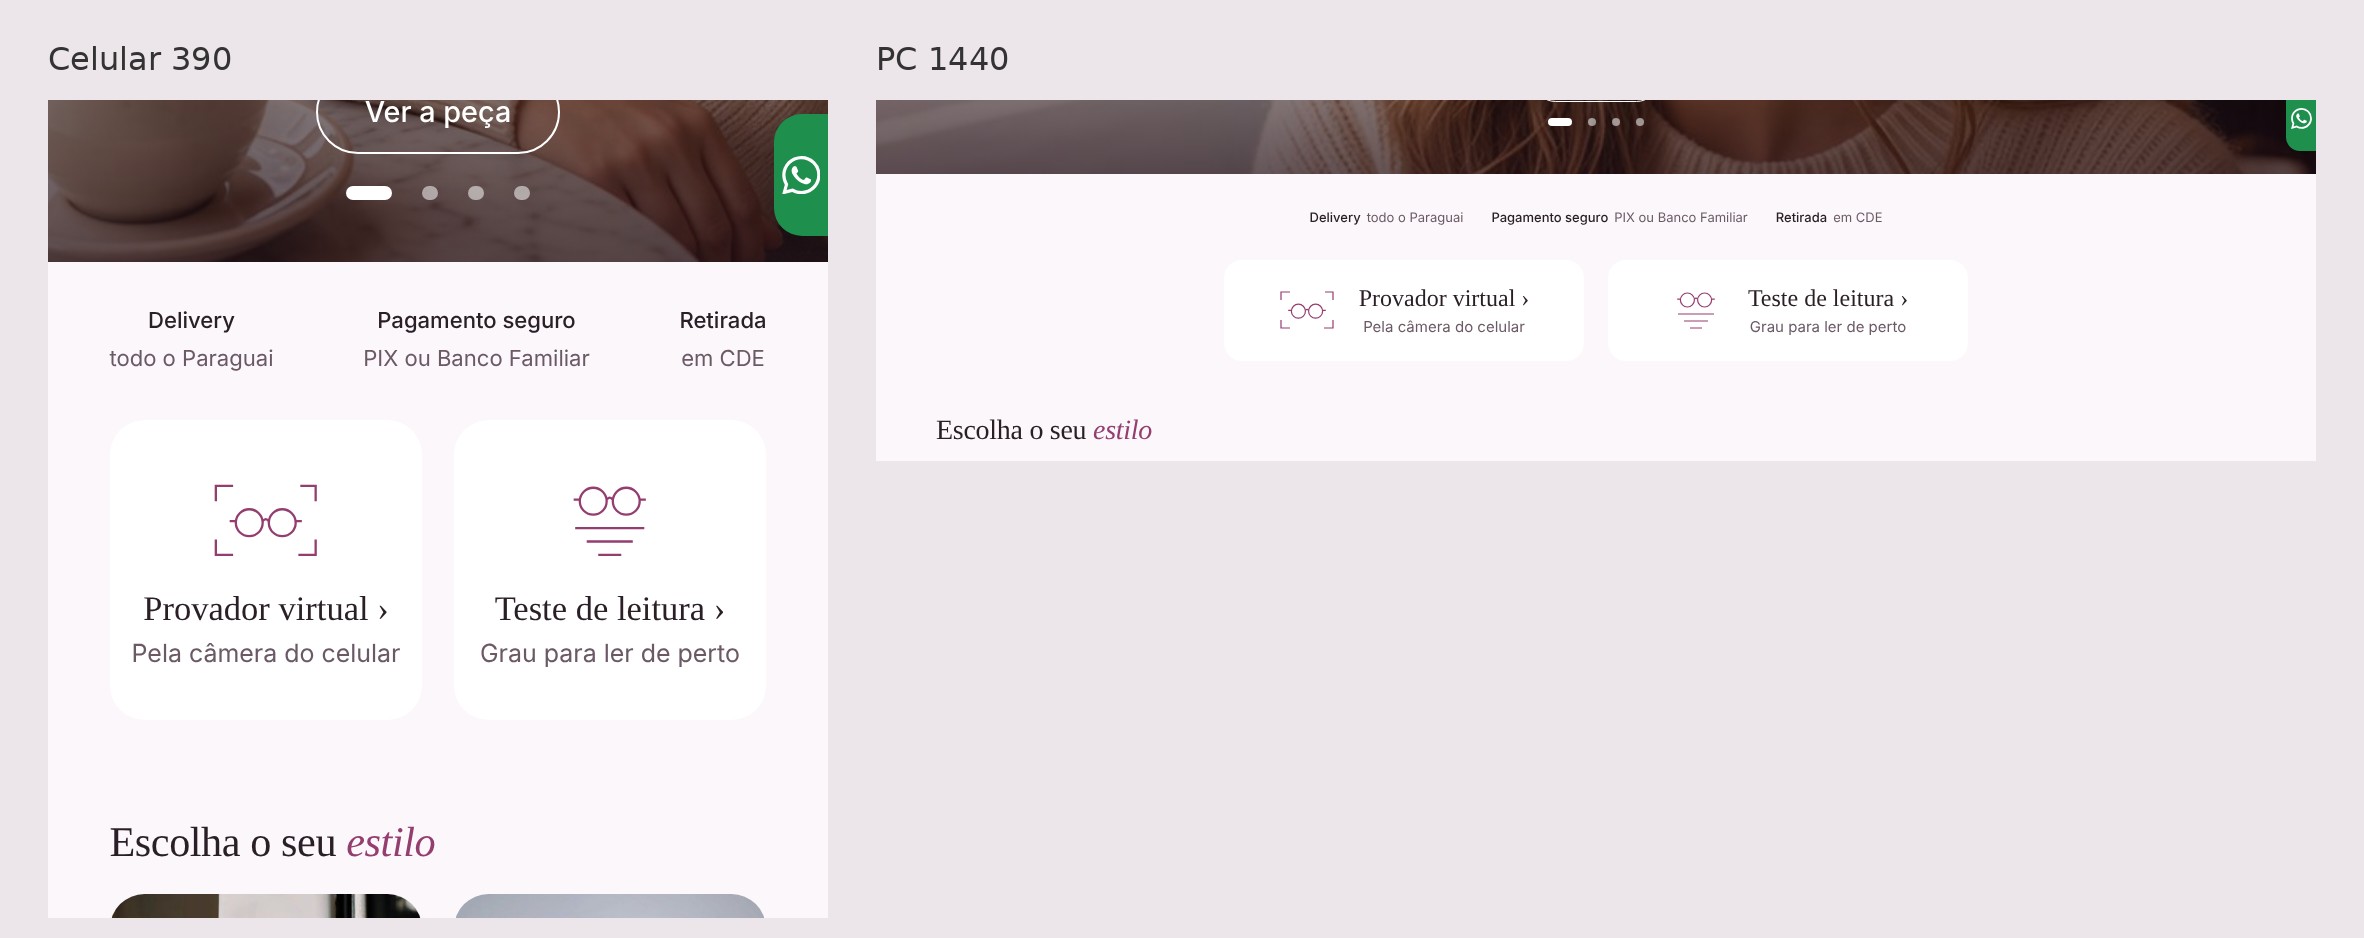 Celular 390
Ver a peça
Delivery
todo o Paraguai
Pagamento seguro
PIX ou Banco Familiar
Retirada
em CDE
Provador virtual ›
Pela câmera do celular
Teste de leitura ›
Grau para ler de perto
Escolha o seu estilo
PC 1440
Delivery todo o Paraguai Pagamento seguro PIX ou Banco Familiar Retirada em CDE
Provador virtual ›
Pela câmera do celular
Teste de leitura ›
Grau para ler de perto
Escolha o seu estilo